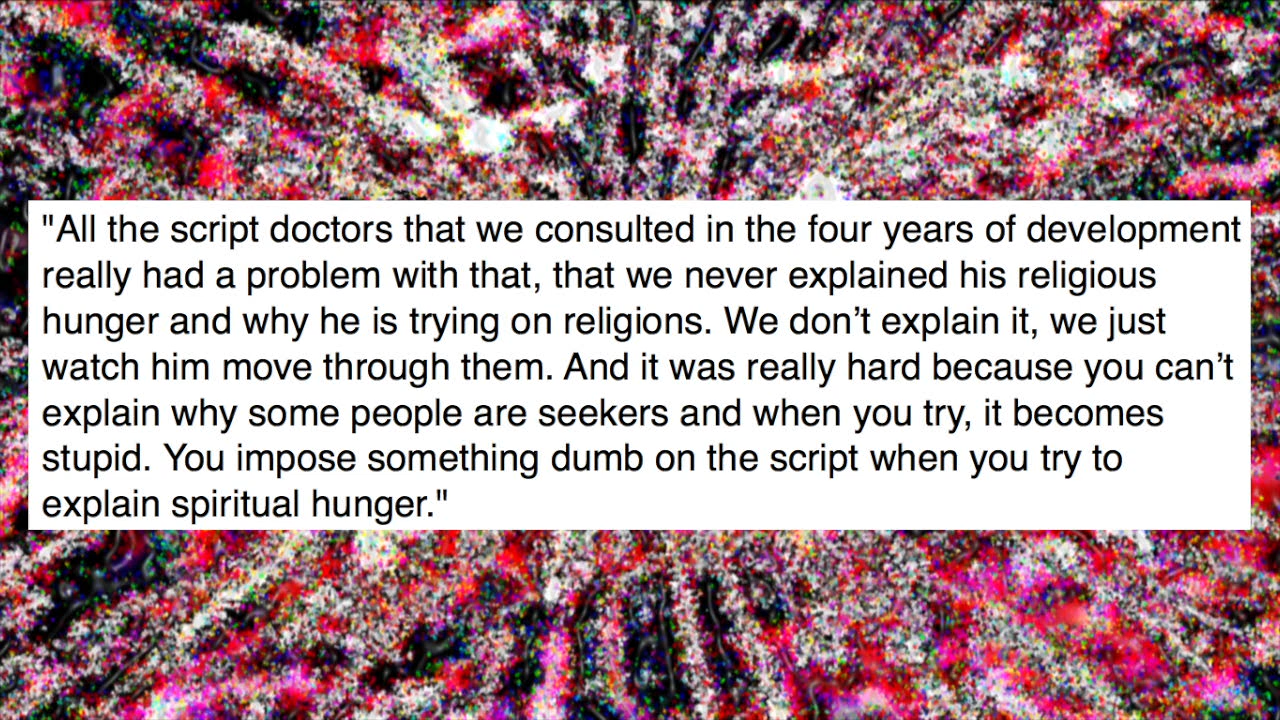 "All the script doctors that we consulted in the four years of development
really had a problem with that, that we never explained his religious
hunger and why he is trying on religions. We don’t explain it, we just
watch him move through them. And it was really hard because you can’t
explain why some people are seekers and when you try, it becomes
stupid. You impose something dumb on the script when you try to
explain spiritual hunger."